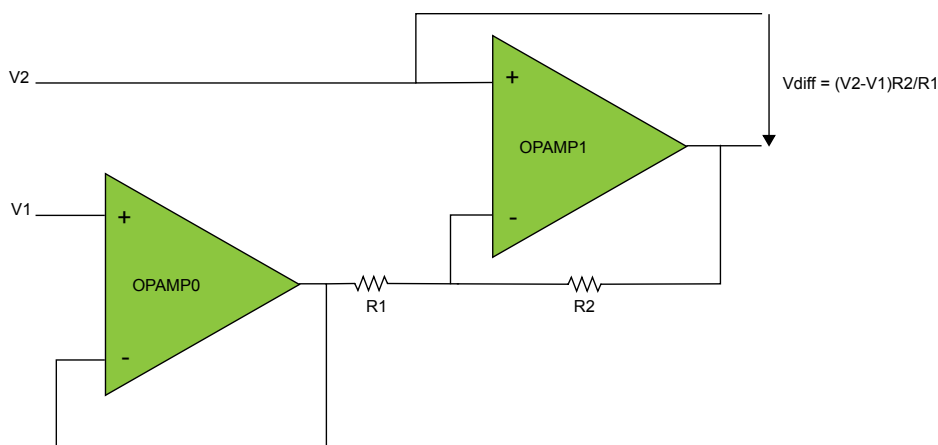 V2
+
Vdiff = (V2-V1)R2/R1
OPAMP1
V1
+
-
OPAMP0
R1
R2
-